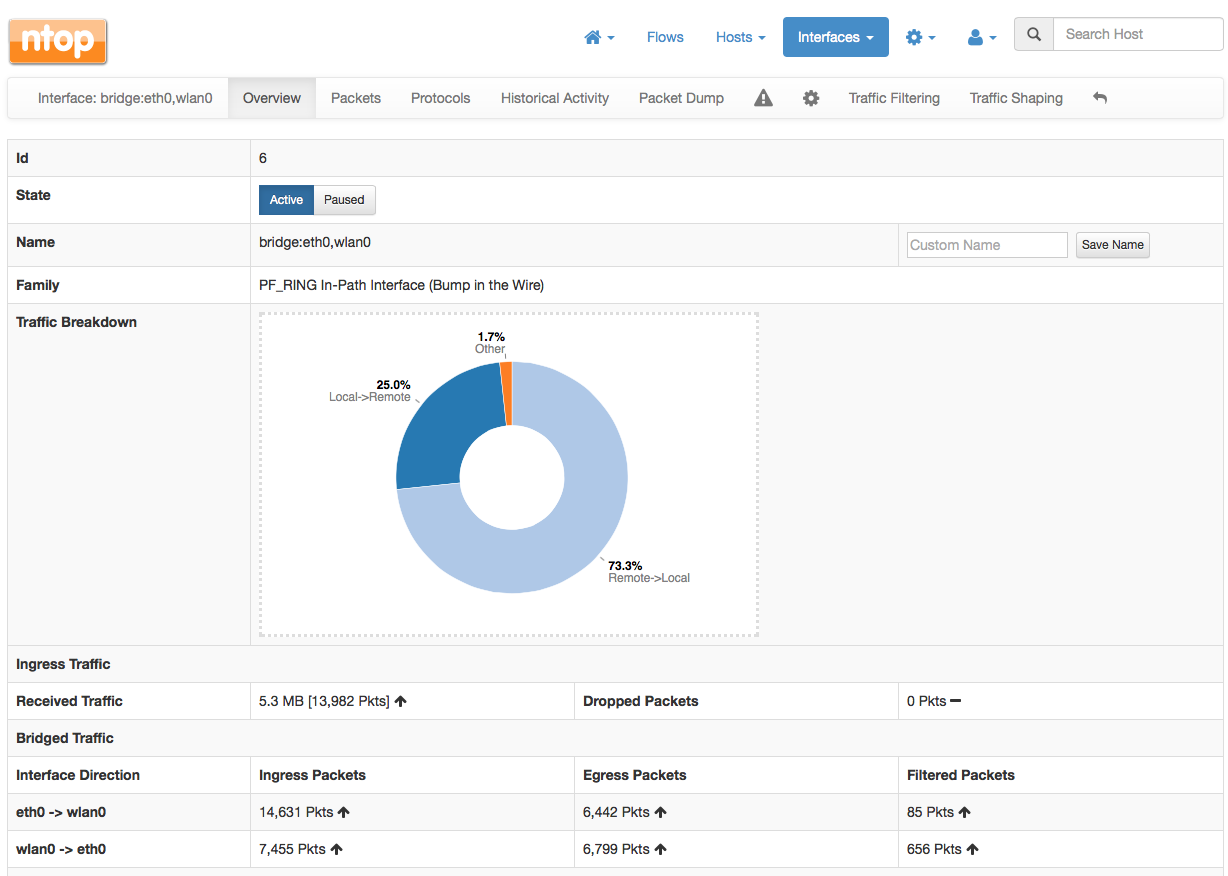 ntop
Flows Hosts Interfaces Search Host
Interface: bridge:eth0,wlan0 Overview Packets Protocols Historical Activity Packet Dump Traffic Filtering Traffic Shaping
Id 6
State Active Paused
Name bridge:eth0,wlan0 Custom Name Save Name
Family PF_RING In-Path Interface (Bump in the Wire)
Traffic Breakdown
1.7%
Other
25.0%
Local->Remote
73.3%
Remote->Local
Ingress Traffic
Received Traffic 5.3 MB [13,982 Pkts] Dropped Packets 0 Pkts
Bridged Traffic
Interface Direction Ingress Packets Egress Packets Filtered Packets
eth0 -> wlan0 14,631 Pkts 6,442 Pkts 85 Pkts
wlan0 -> eth0 7,455 Pkts 6,799 Pkts 656 Pkts